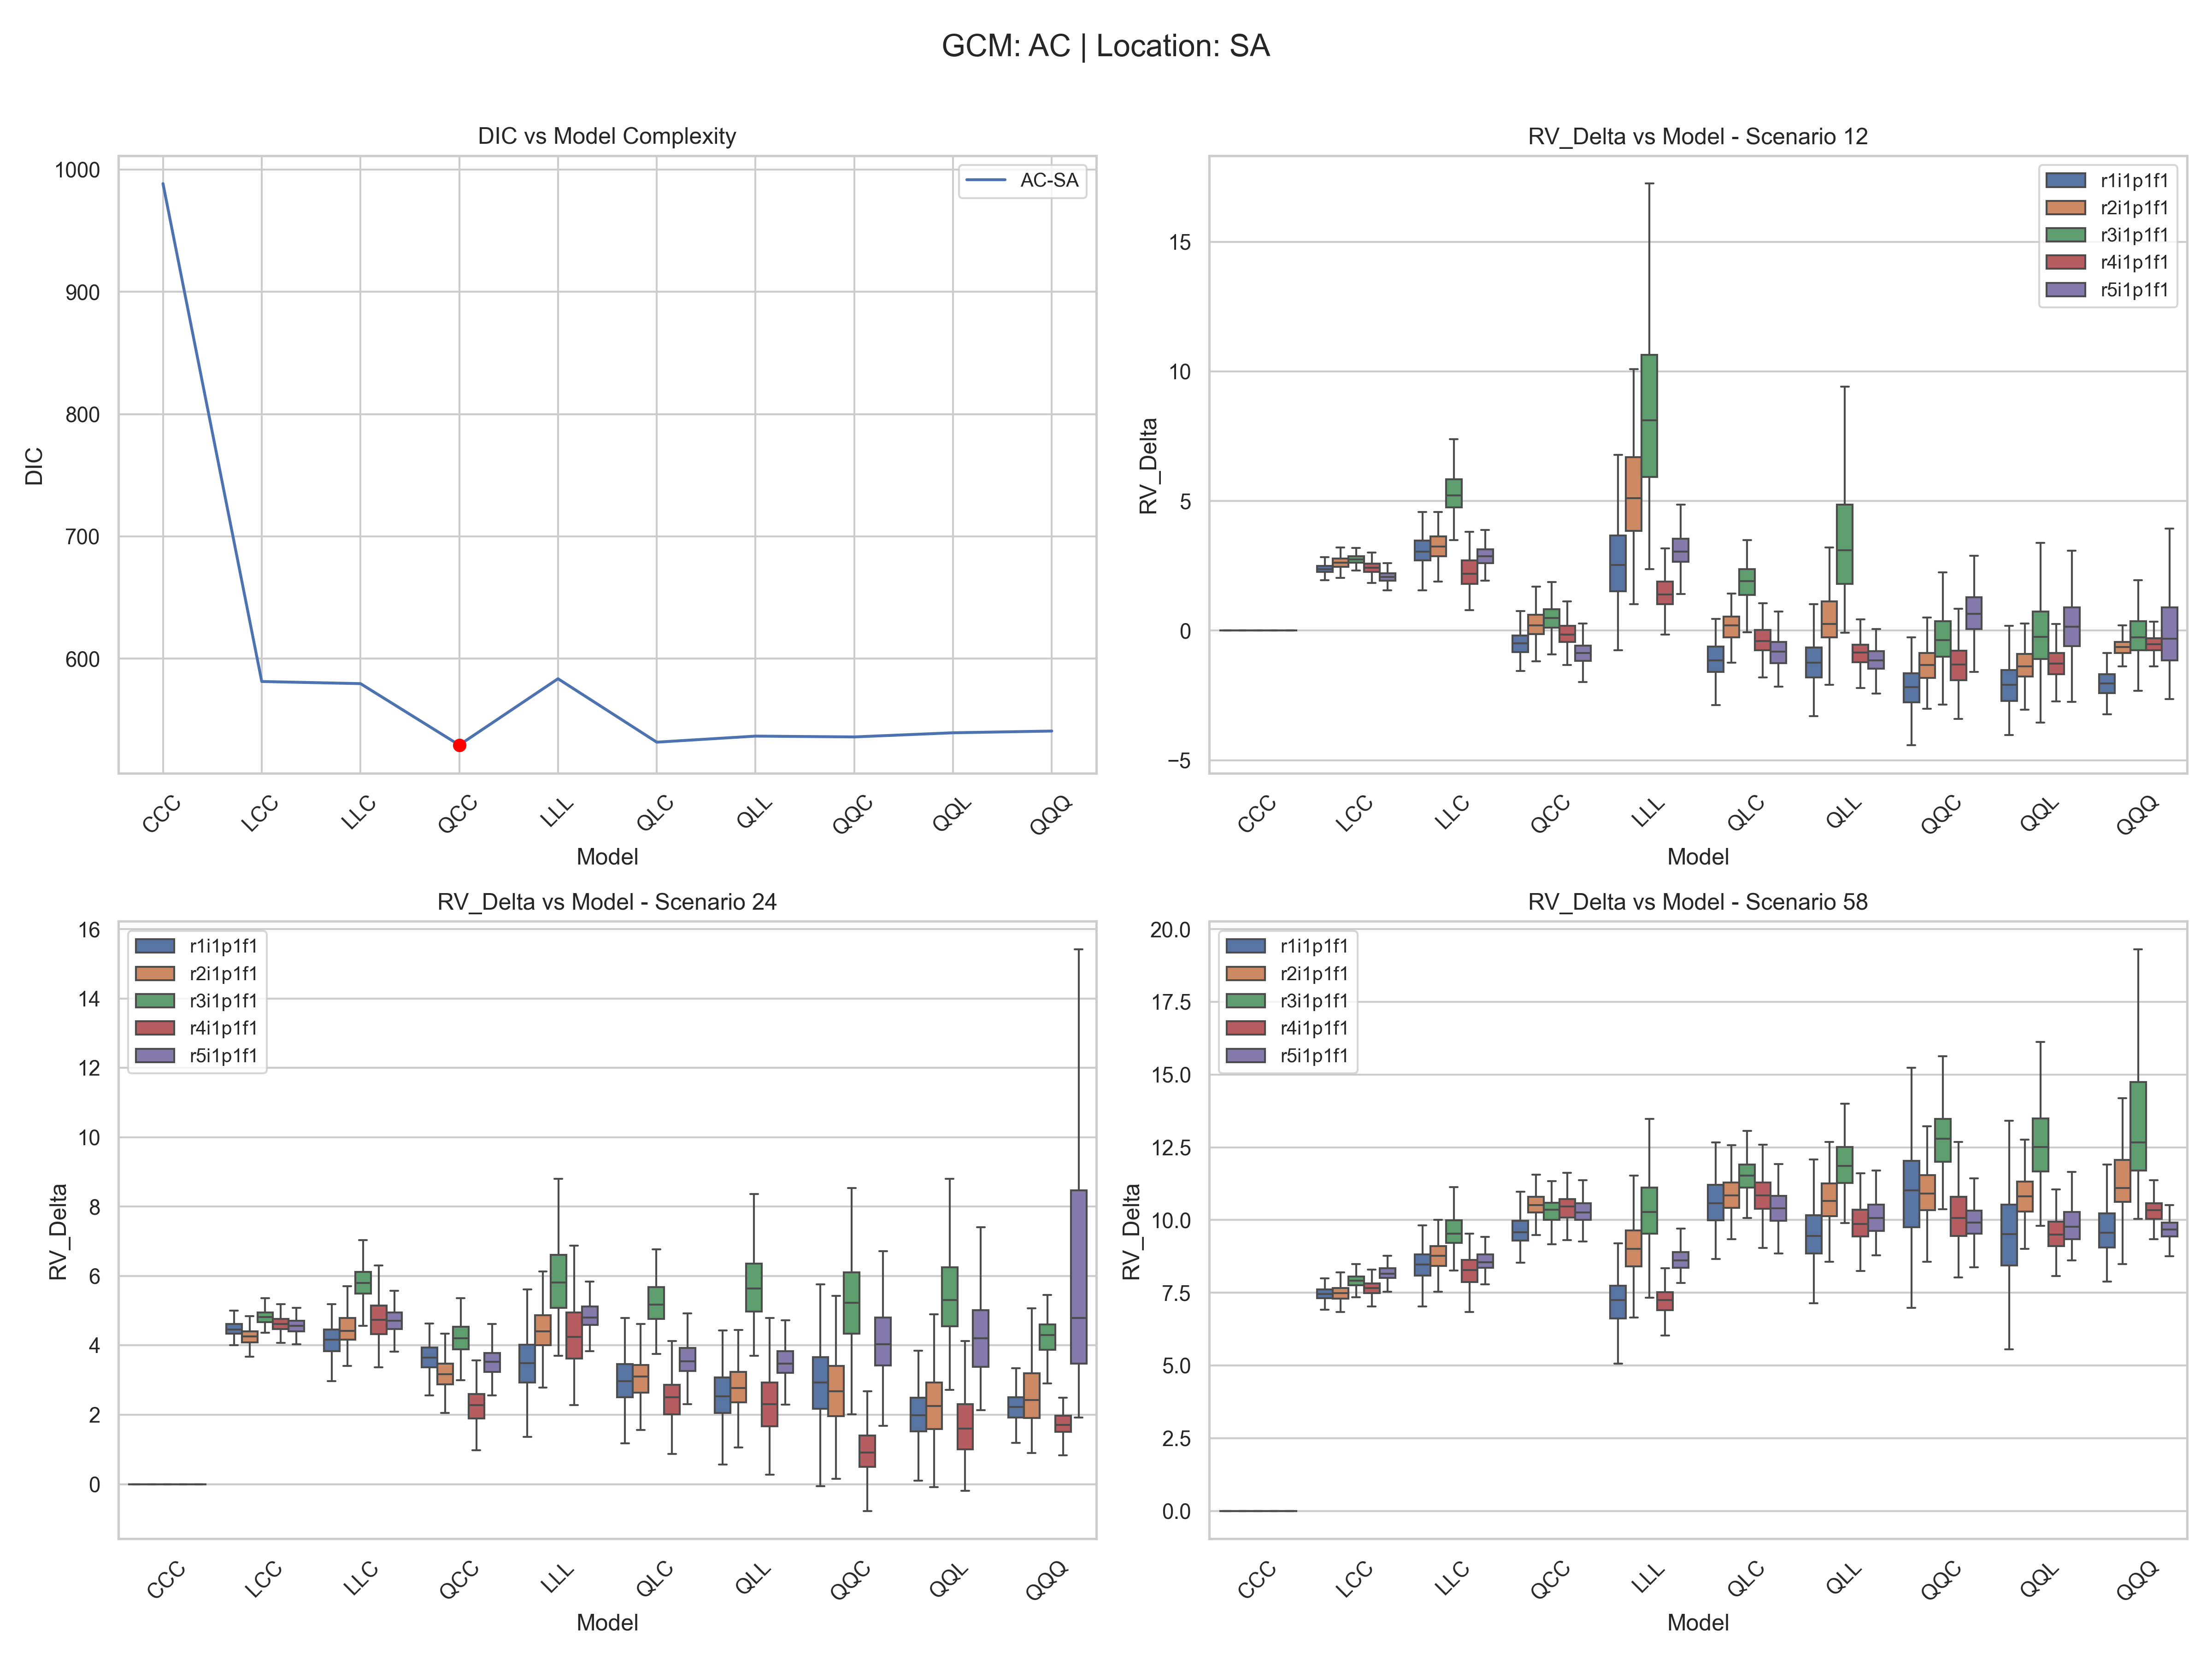 GCM: AC | Location: SA
DIC vs Model Complexity
1000
900
800
700
600
DIC
AC-SA
CCC
LCC
LLC
QCC
LLL
QLC
QLL
QQC
QQL
QQQ
Model
RV_Delta vs Model - Scenario 12
15
10
5
0
−5
RV_Delta
r1i1p1f1
r2i1p1f1
r3i1p1f1
r4i1p1f1
r5i1p1f1
CCC
LCC
LLC
QCC
LLL
QLC
QLL
QQC
QQL
QQQ
Model
RV_Delta vs Model - Scenario 24
16
14
12
10
8
6
4
2
0
RV_Delta
r1i1p1f1
r2i1p1f1
r3i1p1f1
r4i1p1f1
r5i1p1f1
CCC
LCC
LLC
QCC
LLL
QLC
QLL
QQC
QQL
QQQ
Model
RV_Delta vs Model - Scenario 58
20.0
17.5
15.0
12.5
10.0
7.5
5.0
2.5
0.0
RV_Delta
r1i1p1f1
r2i1p1f1
r3i1p1f1
r4i1p1f1
r5i1p1f1
CCC
LCC
LLC
QCC
LLL
QLC
QLL
QQC
QQL
QQQ
Model